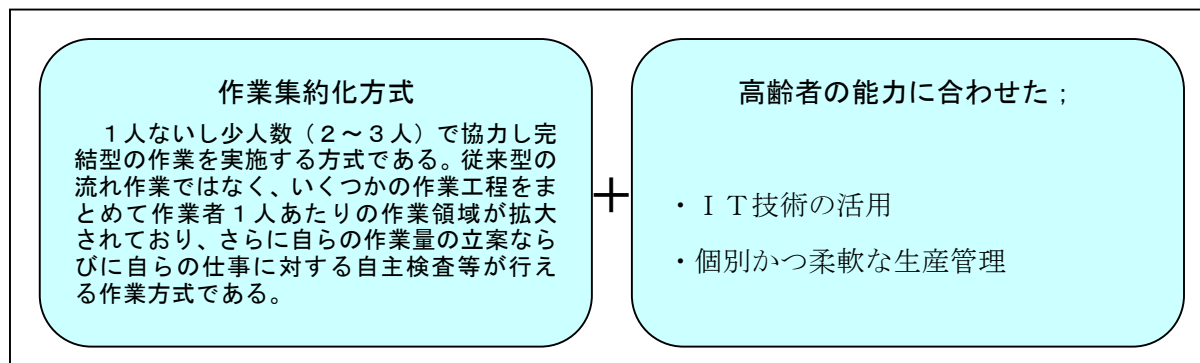 作業集約化方式
１人ないし少人数（２～３人）で協力し完
結型の作業を実施する方式である。従来型の
流れ作業ではなく、いくつかの作業工程をま
とめて作業者１人あたりの作業領域が拡大
されており、さらに自らの作業量の立案なら
びに自らの仕事に対する自主検査等が行え
る作業方式である。
＋
高齢者の能力に合わせた；
・ＩＴ技術の活用
・個別かつ柔軟な生産管理